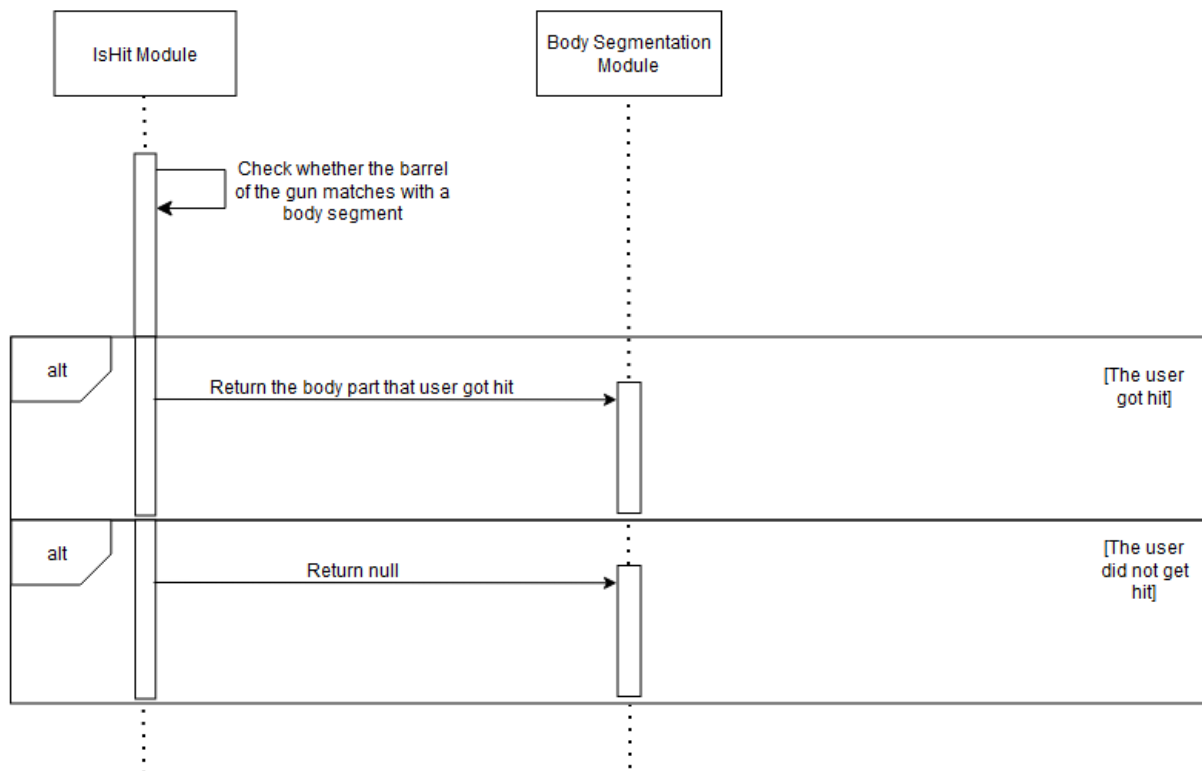 IsHit Module
Body Segmentation
Module
Check whether the barrel
of the gun matches with a
body segment
alt
Return the body part that user got hit
[The user
got hit]
alt
Return null
[The user
did not get
hit]